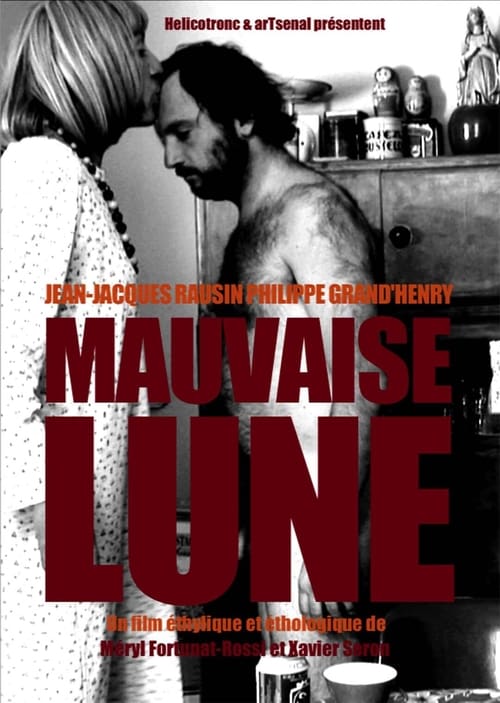 Helicotronc & arTsenal présentent
JEAN-JACQUES RAUSIN PHILIPPE GRAND'HENRY
MAUVAISE
LUNE
Un film éthylique et éthologique de
Méryl Fortunat-Rossi et Xavier Seron